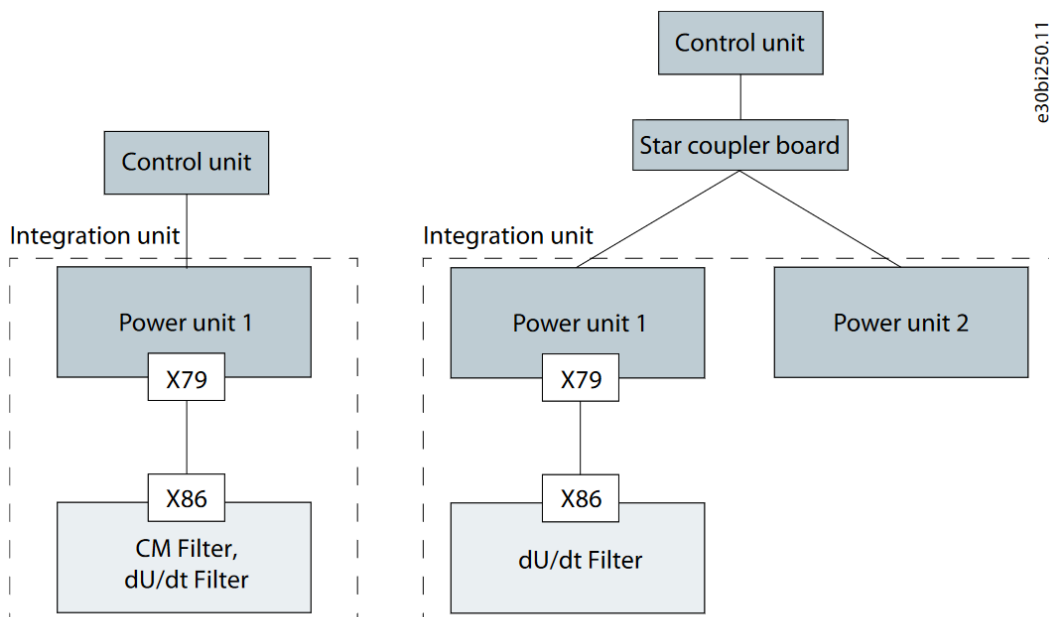 Control unit
Integration unit
Power unit 1
X79
X86
CM Filter,
dU/dt Filter
Control unit
Star coupler board
Integration unit
Power unit 1
Power unit 2
X79
X86
dU/dt Filter
e30bi250.11